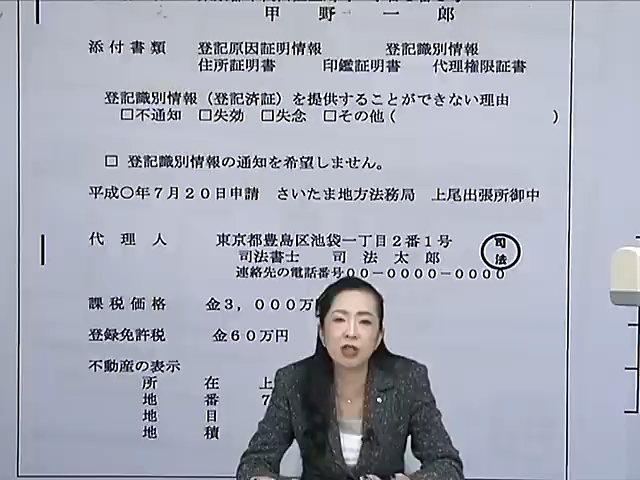 甲野一郎
添付書類 登記原因証明情報 登記識別情報
住所証明書 印鑑証明書 代理権限証書
登記識別情報（登記済証）を提供することができない理由
□不通知 □失効 □失念 □その他（ ）
□ 登記識別情報の通知を希望しません。
平成〇年７月２０日申請 さいたま地方法務局 上尾出張所御中
代理人 東京都豊島区池袋一丁目２番１号
司法書士 司法太郎
司法
連絡先の電話番号００－００００－００００
課税価格 金３，０００万
登録免許税 金６０万円
不動産の表示
所在 上
地番 ７
地目
地積